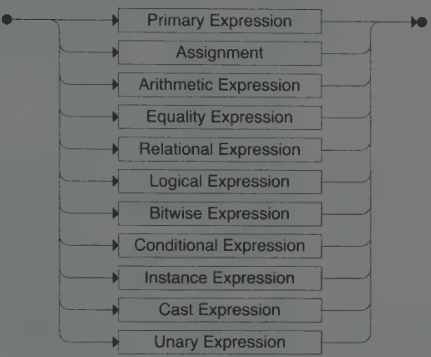 Primary Expression
Assignment
Arithmetic Expression
Equality Expression
Relational Expression
Logical Expression
Bitwise Expression
Conditional Expression
Instance Expression
Cast Expression
Unary Expression